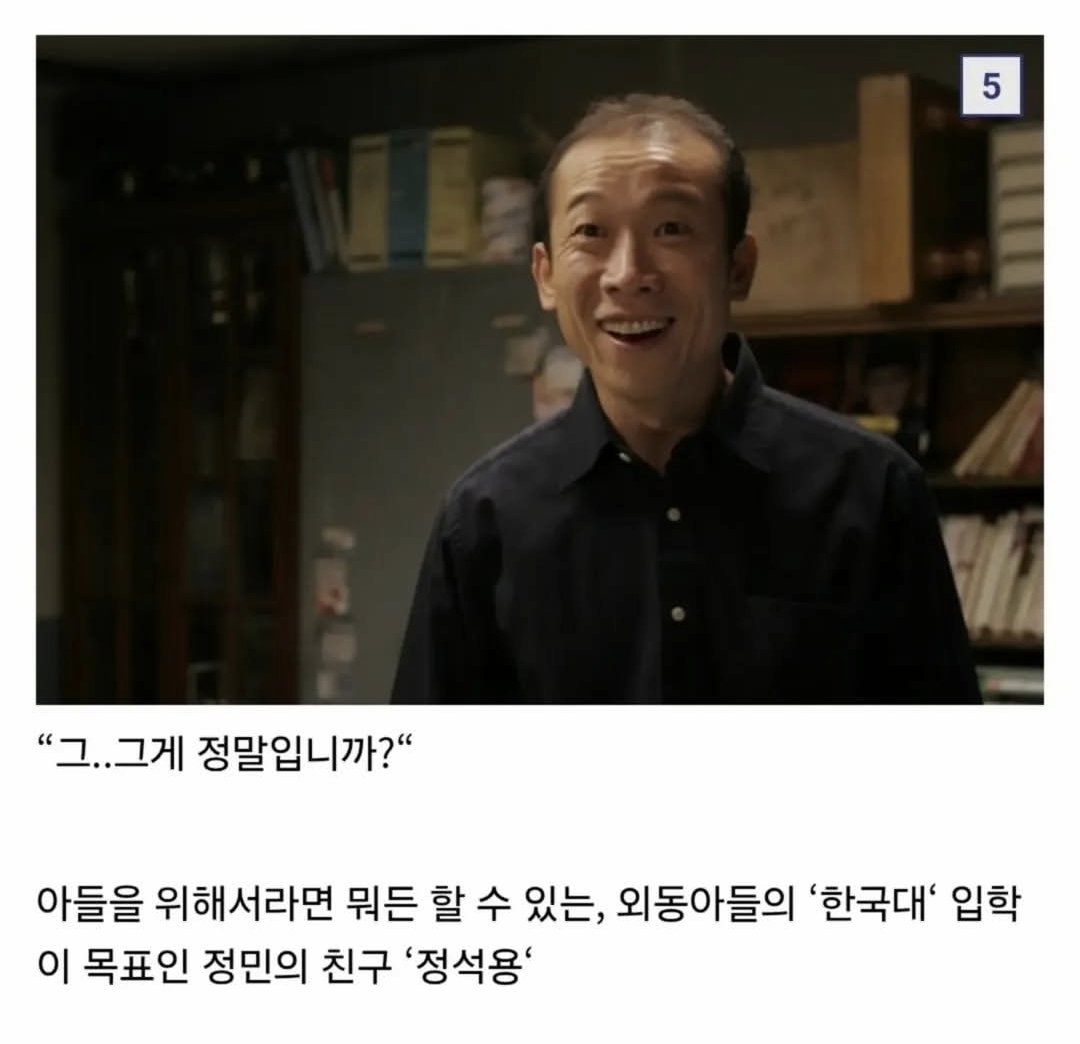 5
“그..그게 정말입니까?“
아들을 위해서라면 뭐든 할 수 있는, 외동아들의 ‘한국대‘ 입학
이 목표인 정민의 친구 ‘정석용‘